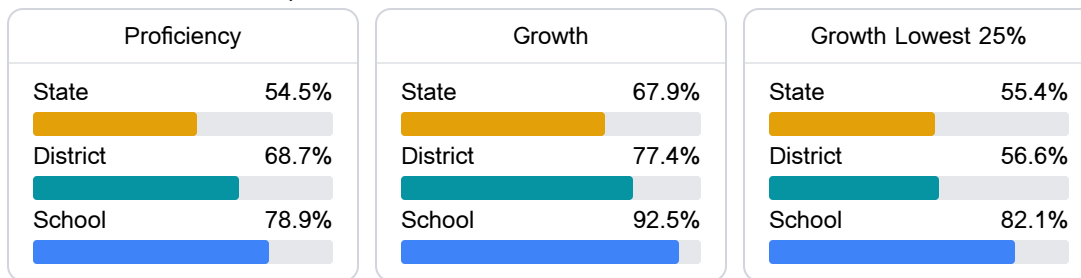 Proficiency
State 54.5%
District 68.7%
School 78.9%
Growth
State 67.9%
District 77.4%
School 92.5%
Growth Lowest 25%
State 55.4%
District 56.6%
School 82.1%